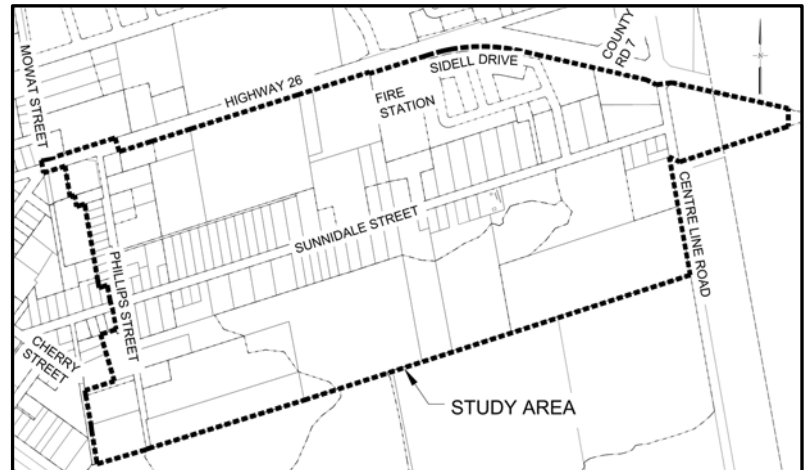 MOWAT STREET
HIGHWAY 26
SIDELL DRIVE
COUNTY
RD 7
FIRE
STATION
CENTRE LINE ROAD
SUNNIDALE STREET
PHILLIPS STREET
CHERRY
STREET
STUDY AREA